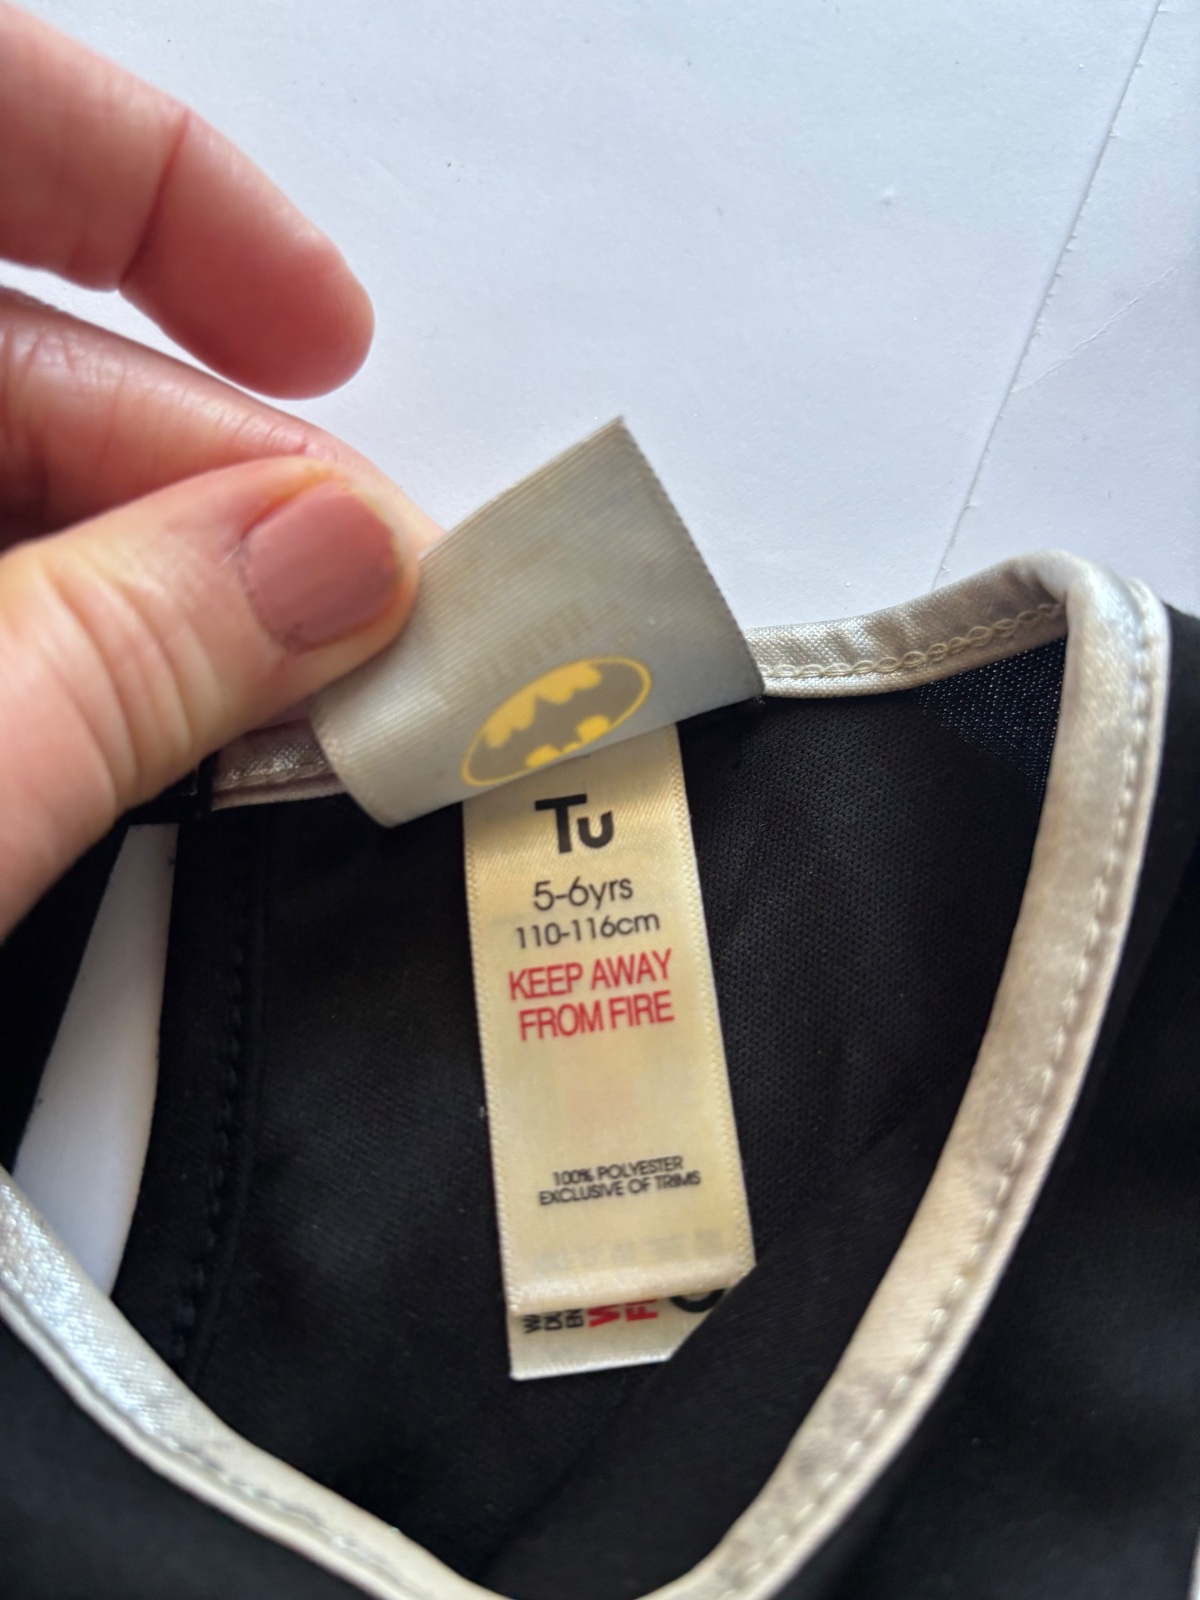 Tu
5-6yrs
110-116cm
KEEP AWAY
FROM FIRE
100% POLYESTER
EXCLUSIVE OF TRIMS